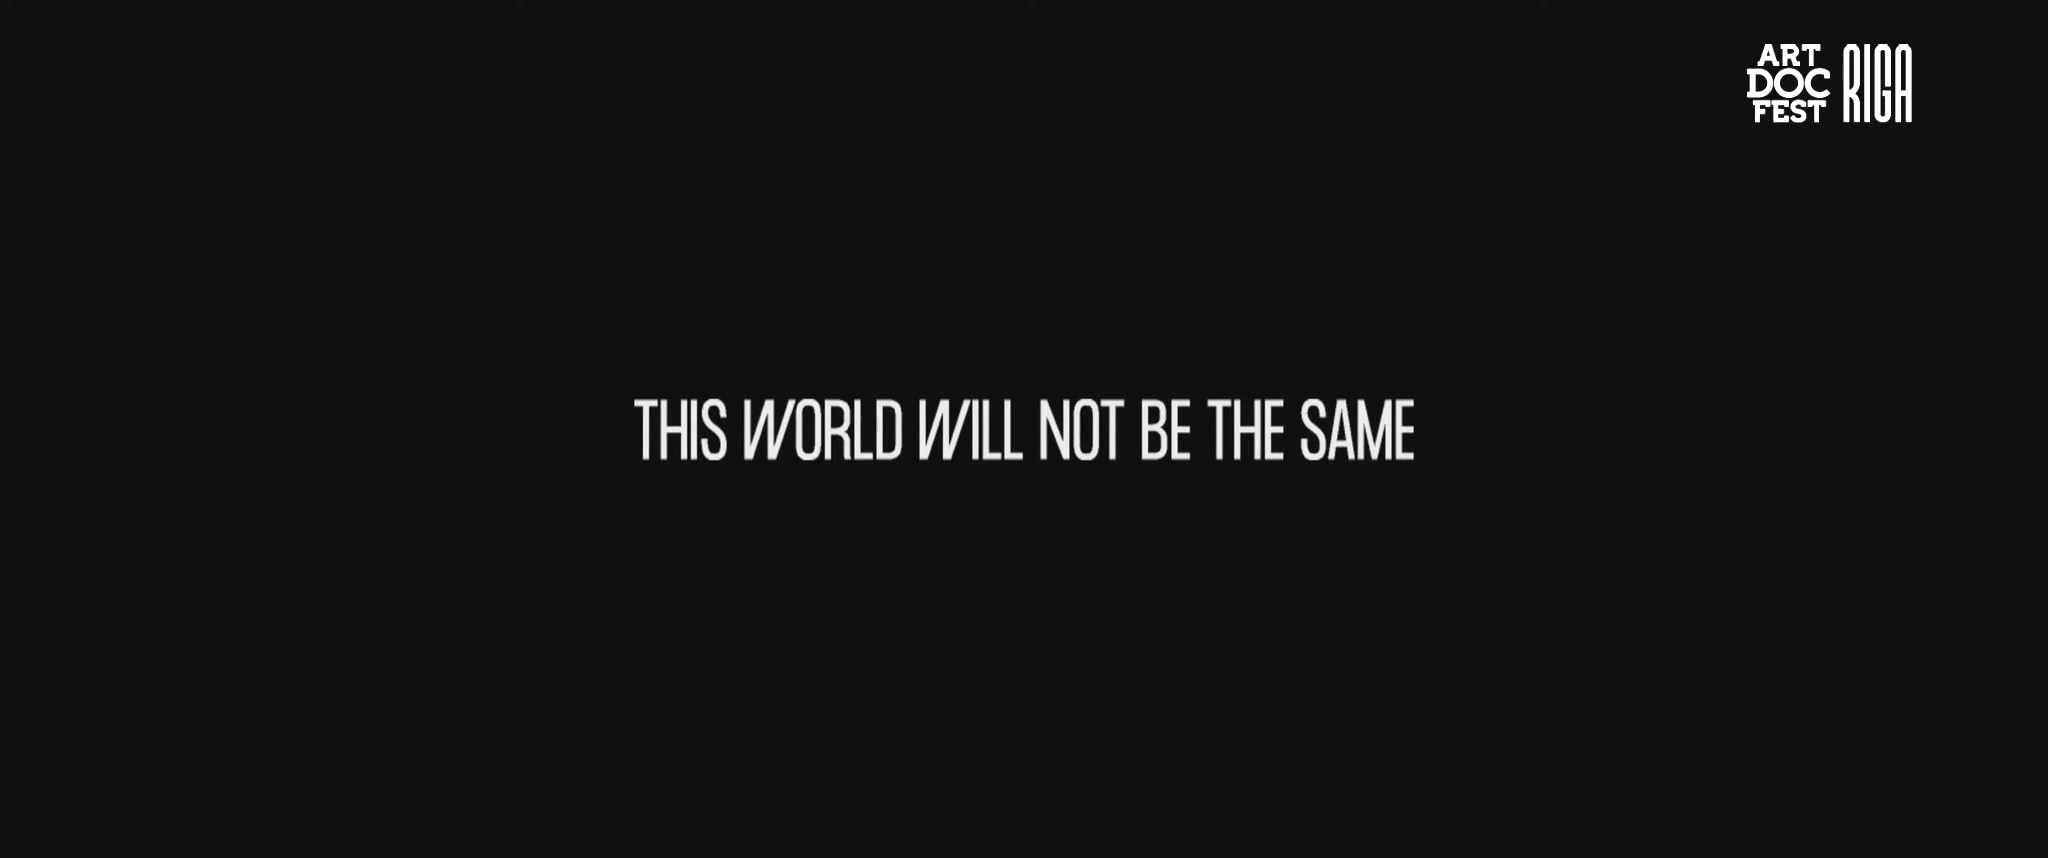 ART
DOC
FEST
RIGA
THIS WORLD WILL NOT BE THE SAME